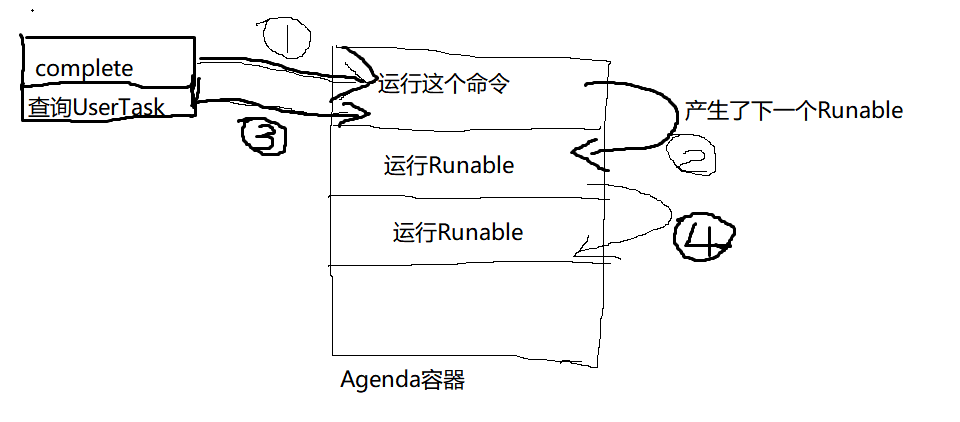 1
complete
运行这个命令
查询UserTask
产生了下一个Runable
3
运行Runable
2
运行Runable
4
Agenda容器